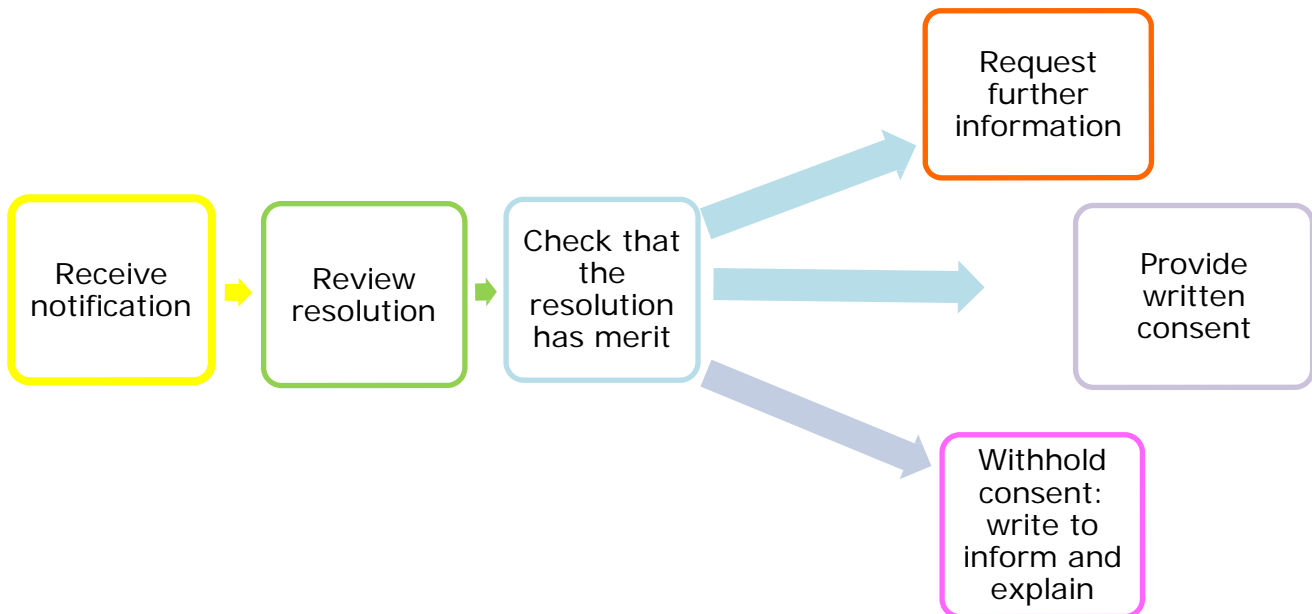 Receive
notification
Review
resolution
Check that
the
resolution
has merit
Request
further
information
Provide
written
consent
Withhold
consent:
write to
inform and
explain